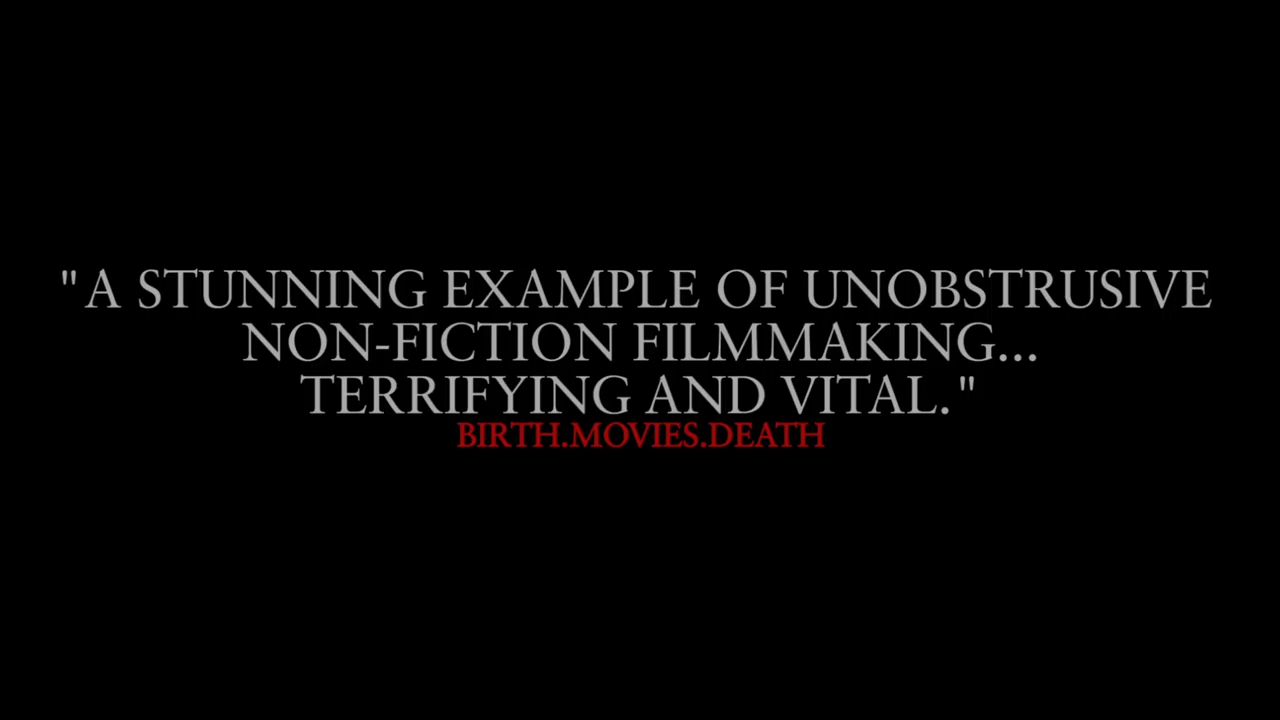 "A STUNNING EXAMPLE OF UNOBSTRUSIVE
NON-FICTION FILMMAKING...
TERRIFYING AND VITAL."
BIRTH.MOVIES.DEATH